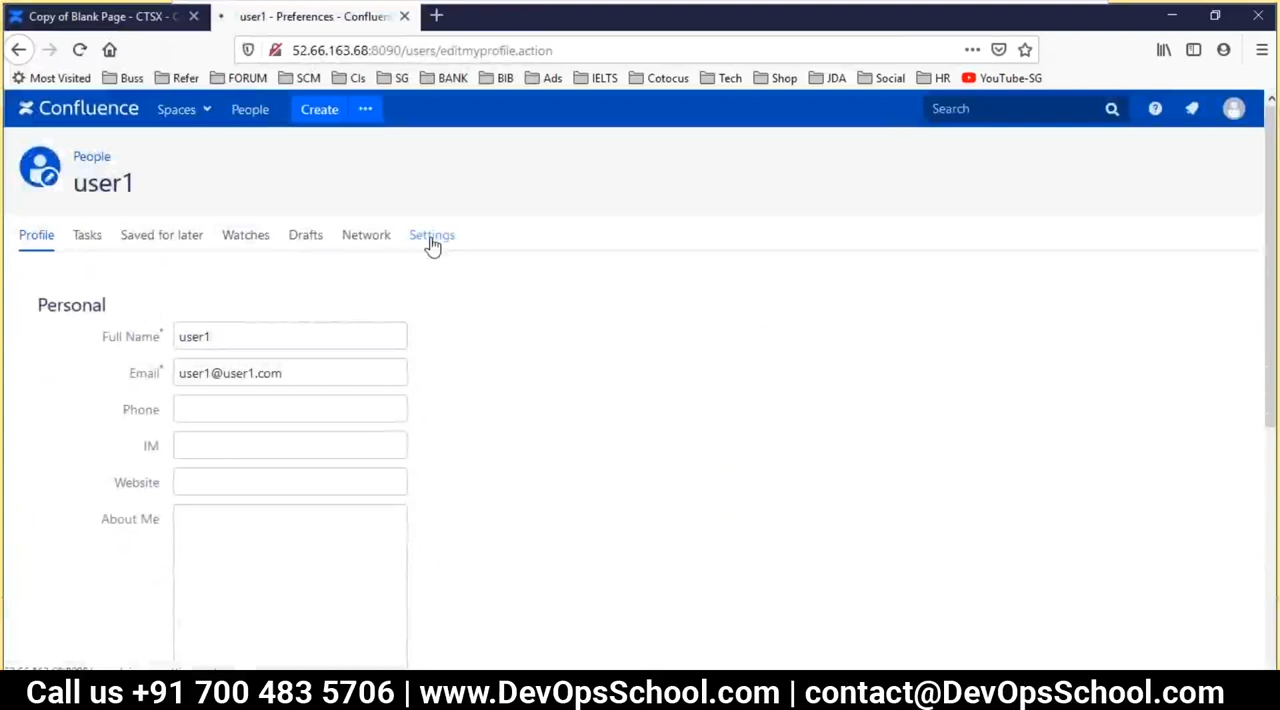 Copy of Blank Page - CTSX - C
user1 - Preferences - Confluen
52.66.163.68:8090/users/editmyprofile.action
Most Visited Buss Refer FORUM SCM CIs SG BANK BIB Ads IELTS Cotocus Tech Shop JDA Social HR YouTube-SG
Confluence Spaces People Create ••• Search
People
user1
Profile Tasks Saved for later Watches Drafts Network Settings
Personal
Full Name* user1
Email* user1@user1.com
Phone
IM
Website
About Me
Call us +91 700 483 5706 | www.DevOpsSchool.com | contact@DevOpsSchool.com